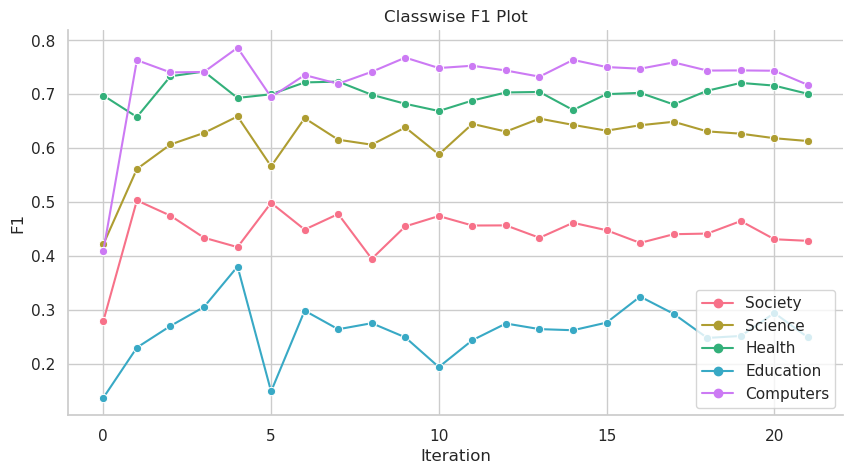 Classwise F1 Plot
0.8
0.7
0.6
0.5
0.4
0.3
0.2
F1
0 5 10 15 20
Iteration
Society
Science
Health
Education
Computers